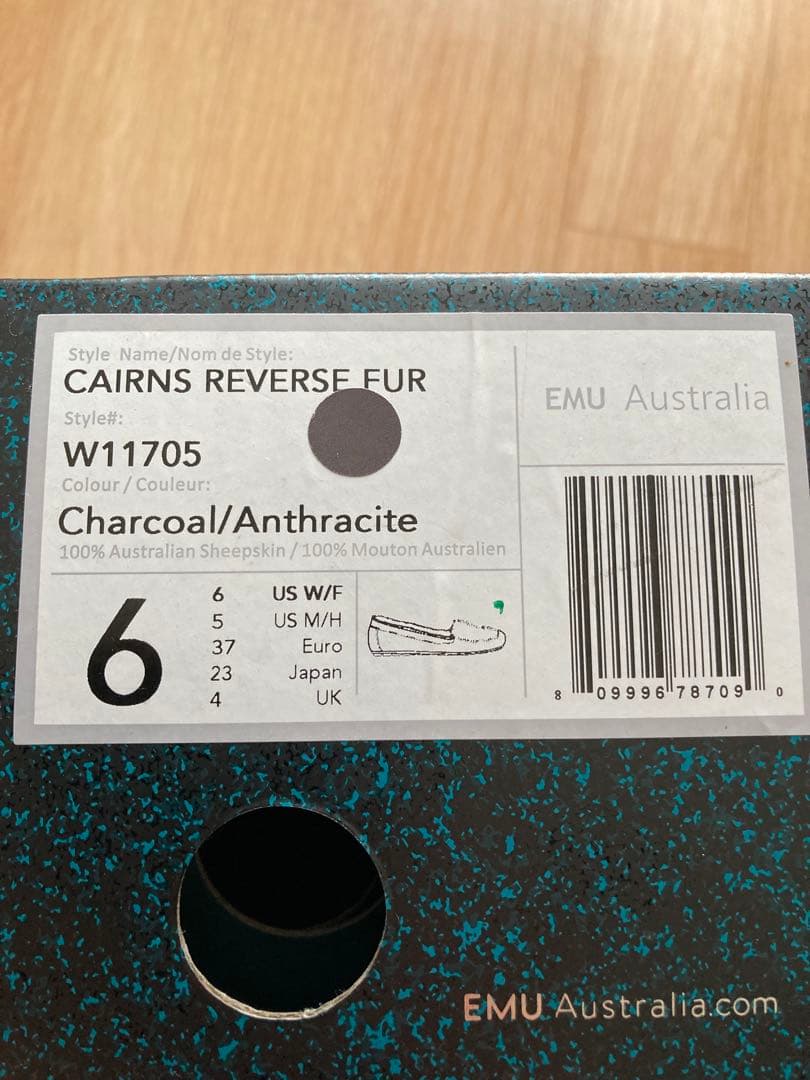 Style Name/Nom de Style:
CAIRNS REVERSE FUR
Style#:
W11705
Colour / Couleur:
Charcoal/Anthracite
100% Australian Sheepskin / 100% Mouton Australien
6
6 US W/F
5 US M/H
37 Euro
23 Japan
4 UK
EMU Australia
8 09996 78709 0
EMU Australia.com